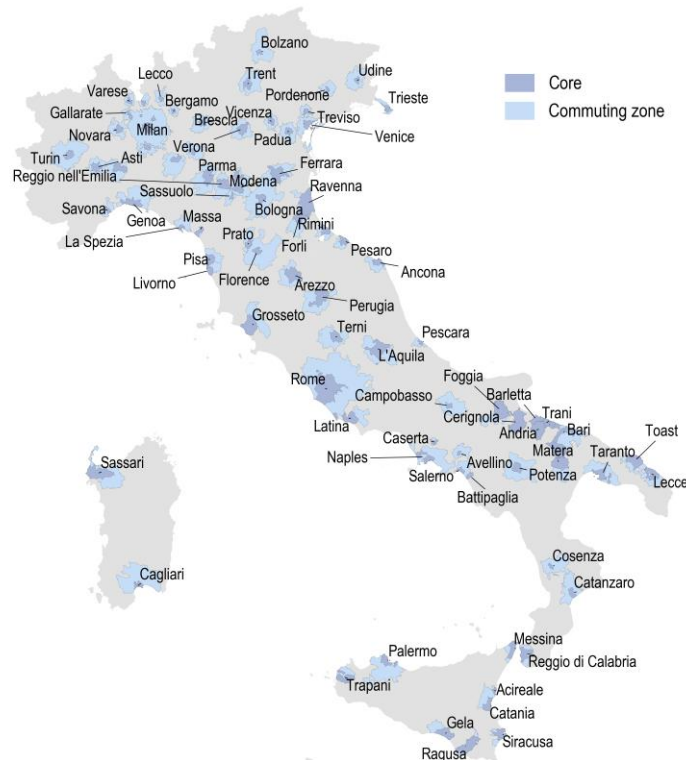 Bolzano
Lecco
Trent
Udine
Core
Commuting zone
Varese
Bergamo
Pordenone
Trieste
Gallarate
Vicenza
Treviso
Novara
Milan
Brescia
Padua
Venice
Verona
Turin
Asti
Parma
Ferrara
Reggio nell'Emilia
Modena
Ravenna
Sassuolo
Savona
Massa
Bologna
Genoa
Rimini
La Spezia
Prato
Forli
Pesaro
Pisa
Ancona
Livorno
Florence
Arezzo
Perugia
Grosseto
Terni
Pescara
L'Aquila
Rome
Foggia
Campobasso
Barletta
Trani
Latina
Cerignola
Bari
Toast
Andria
Caserta
Matera
Taranto
Naples
Avellino
Sassari
Salerno
Potenza
Lecce
Battipaglia
Cosenza
Cagliari
Catanzaro
Messina
Palermo
Reggio di Calabria
Trapani
Acireale
Catania
Gela
Siracusa
Ragusa